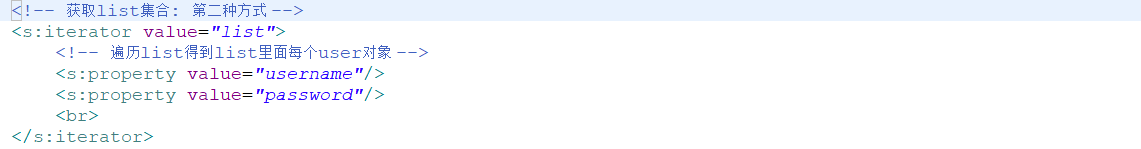 <!-- 获取list集合: 第二种方式 -->
<s:iterator value="list">
    <!-- 遍历list得到list里面每个user对象 -->
    <s:property value="username"/>
    <s:property value="password"/>
    <br>
</s:iterator>